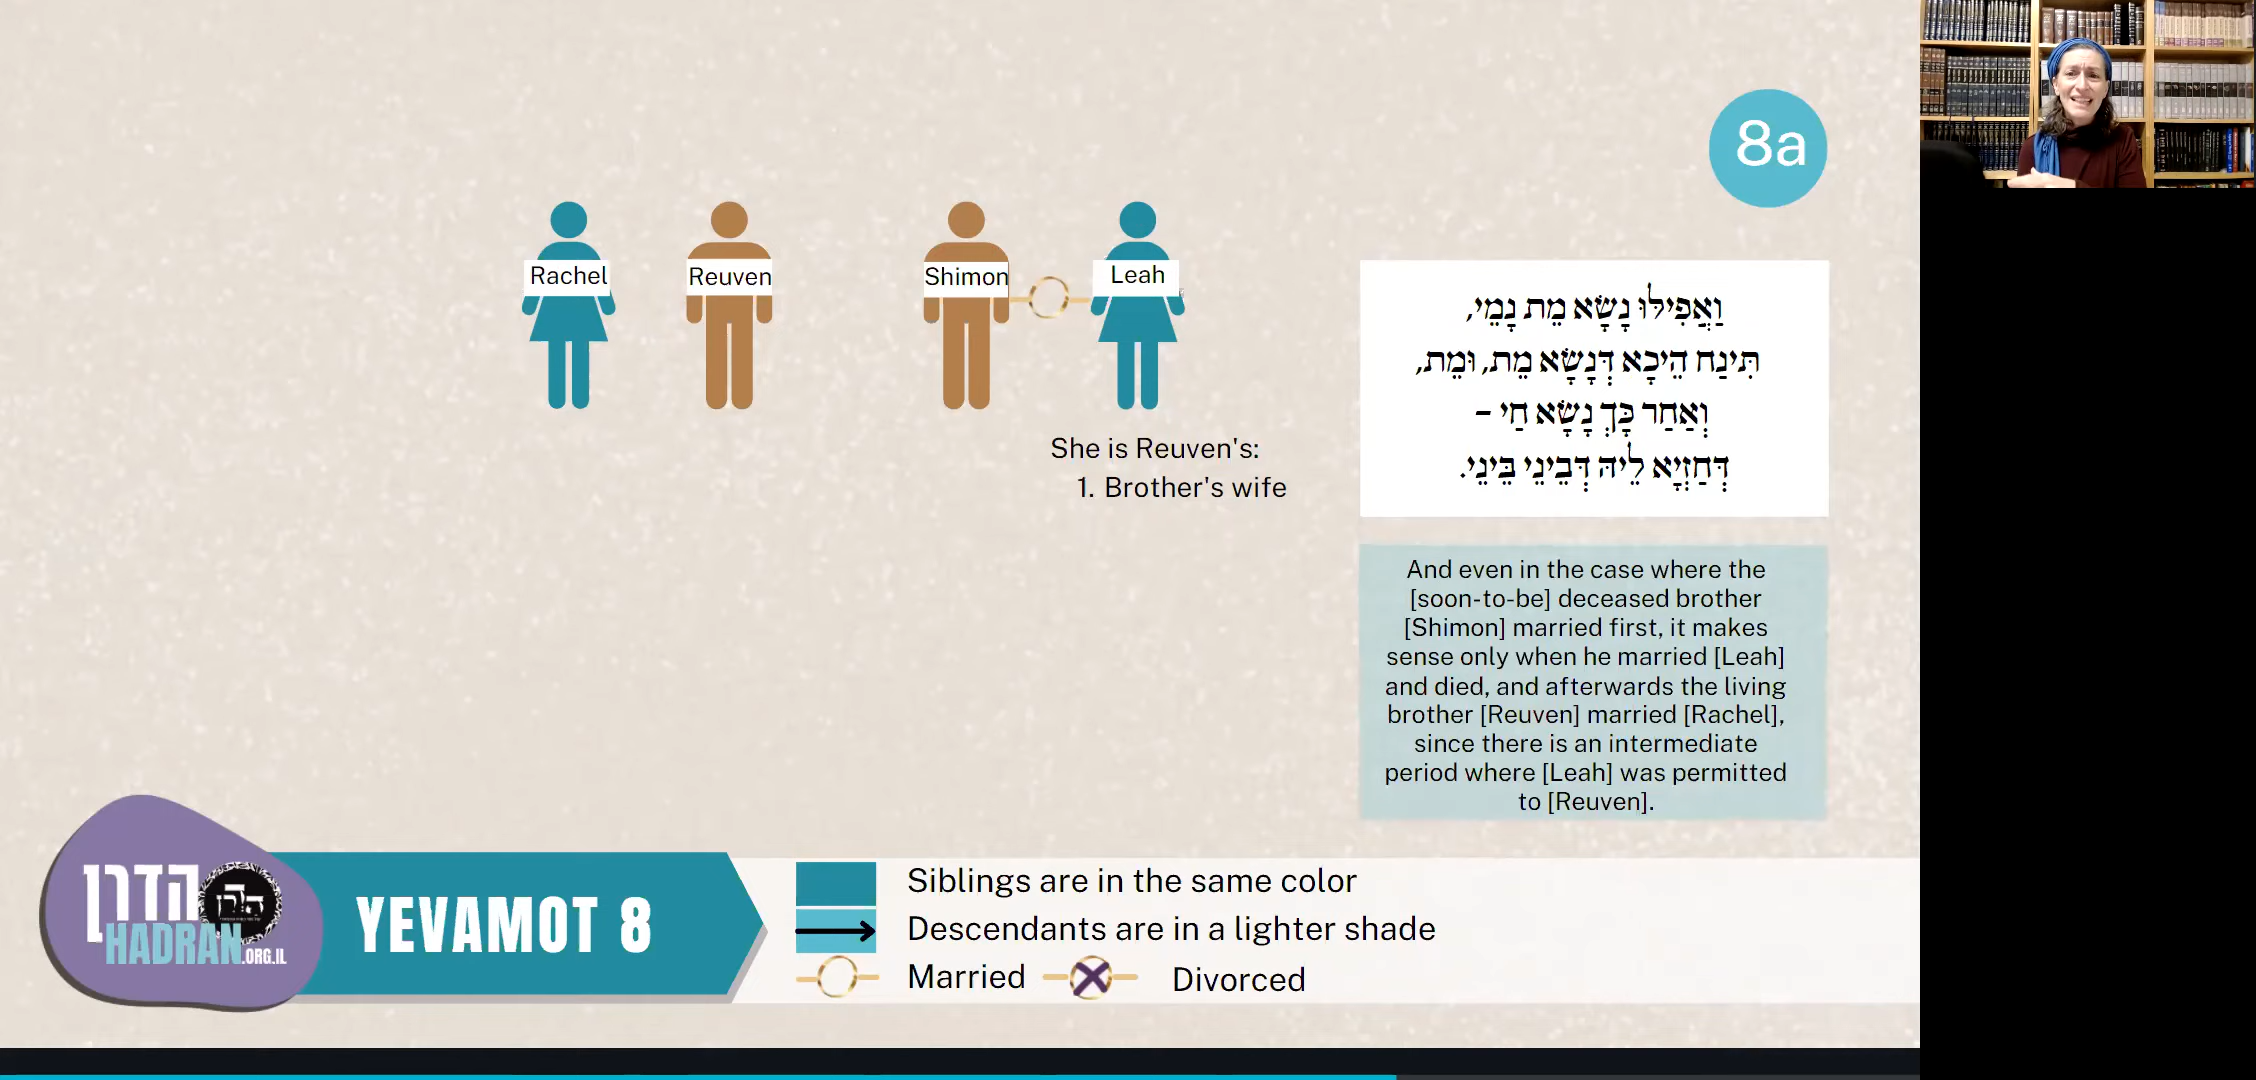 8a
Rachel
Reuven
Shimon
Leah
She is Reuven's:
1. Brother's wife
וַאֲפִילּוּ נָשָׂא מֵת נָמֵי,
תִּינַח הֵיכָא דְּנָשָׂא מֵת, וּמֵת,
וְאַחַר כָּךְ נָשָׂא חַי –
דְּחַזְיָא לֵיהּ דְּבֵינֵי בֵּינֵי.
And even in the case where the
[soon-to-be] deceased brother
[Shimon] married first, it makes
sense only when he married [Leah]
and died, and afterwards the living
brother [Reuven] married [Rachel],
since there is an intermediate
period where [Leah] was permitted
to [Reuven].
הדרן
HADRAN.ORG.IL
YEVAMOT 8
Siblings are in the same color
Descendants are in a lighter shade
Married
Divorced